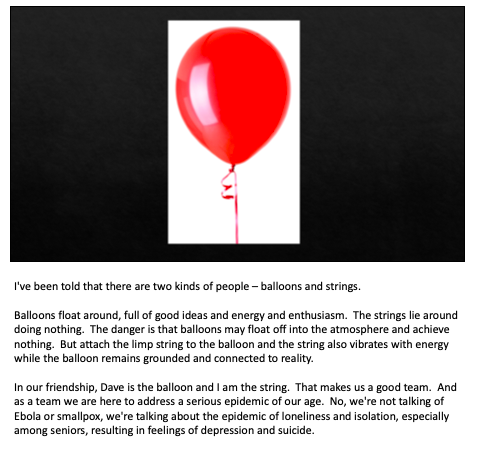 I've been told that there are two kinds of people – balloons and strings.
Balloons float around, full of good ideas and energy and enthusiasm.  The strings lie around
doing nothing.  The danger is that balloons may float off into the atmosphere and achieve
nothing.  But attach the limp string to the balloon and the string also vibrates with energy
while the balloon remains grounded and connected to reality.
In our friendship, Dave is the balloon and I am the string.  That makes us a good team.  And
as a team we are here to address a serious epidemic of our age.  No, we're not talking of
Ebola or smallpox, we're talking about the epidemic of loneliness and isolation, especially
among seniors, resulting in feelings of depression and suicide.